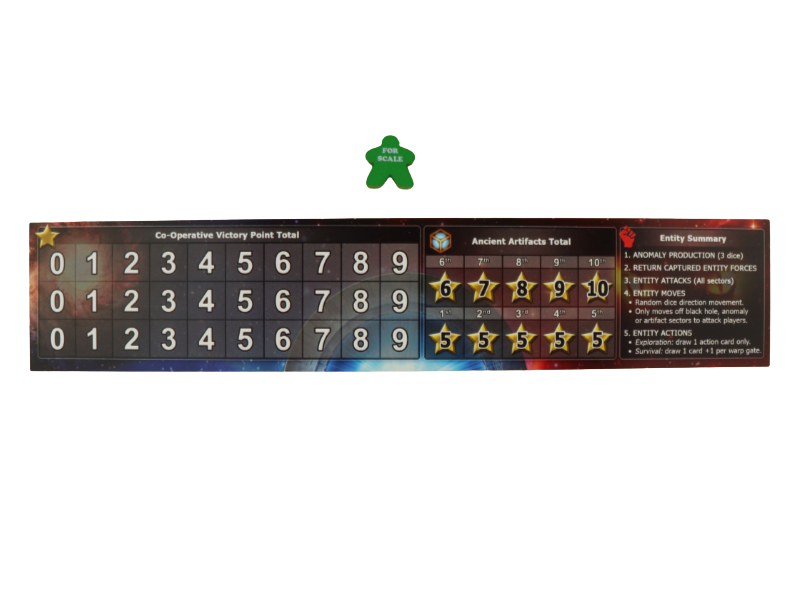 FOR
SCALE
Co-Operative Victory Point Total
0 1 2 3 4 5 6 7 8 9
0 1 2 3 4 5 6 7 8 9
0 1 2 3 4 5 6 7 8 9
Ancient Artifacts Total
6th 7th 8th 9th 10th
6 7 8 9 10
1st 2nd 3rd 4th 5th
5 5 5 5 5
Entity Summary
1. ANOMALY PRODUCTION (3 dice)
2. RETURN CAPTURED ENTITY FORCES
3. ENTITY ATTACKS (All sectors)
4. ENTITY MOVES
• Random dice direction movement.
• Only moves off black hole, anomaly
or artifact sectors to attack players.
5. ENTITY ACTIONS
• Exploration: draw 1 action card only.
• Survival: draw 1 card +1 per warp gate.